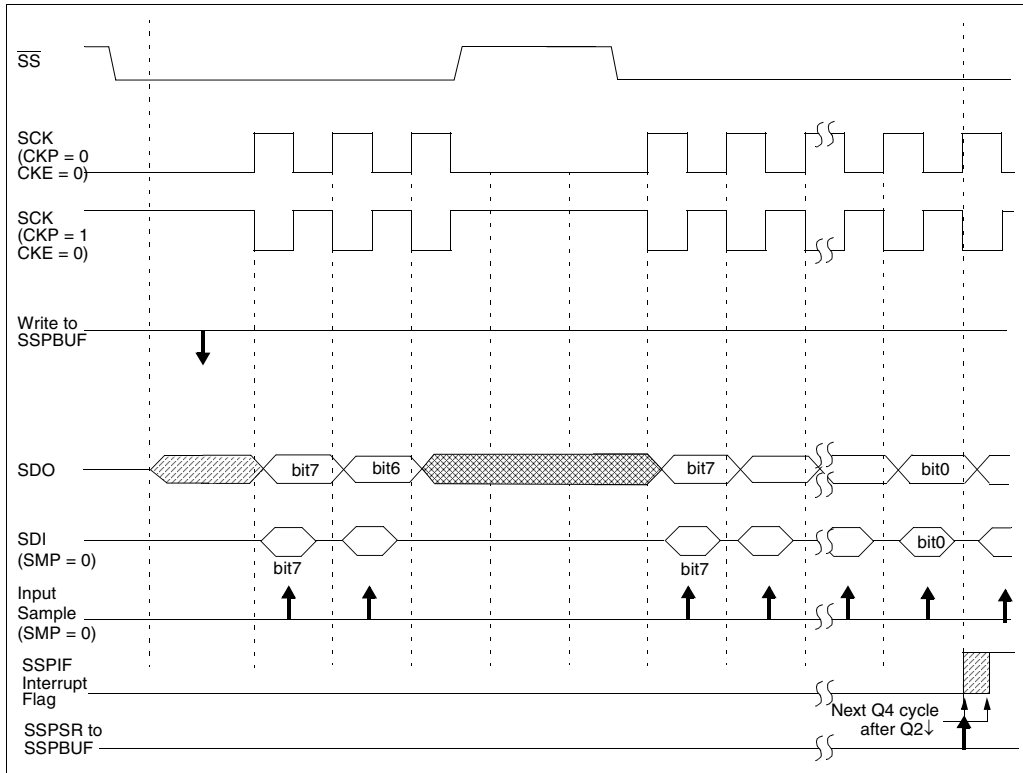 SS
SCK
(CKP = 0
CKE = 0)
SCK
(CKP = 1
CKE = 0)
Write to
SSPBUF
SDO
bit7
bit6
bit7
bit0
SDI
(SMP = 0)
bit7
bit7
bit0
Input
Sample
(SMP = 0)
SSPIF
Interrupt
Flag
Next Q4 cycle
after Q2↓
SSPSR to
SSPBUF